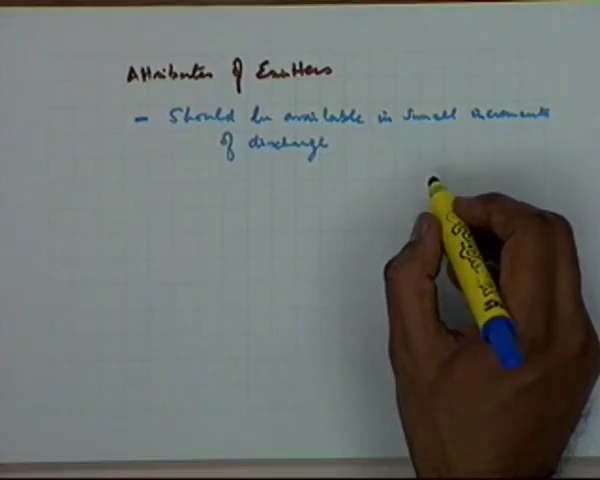 Attributes of Emitters
- Should be available in small increments
of discharge